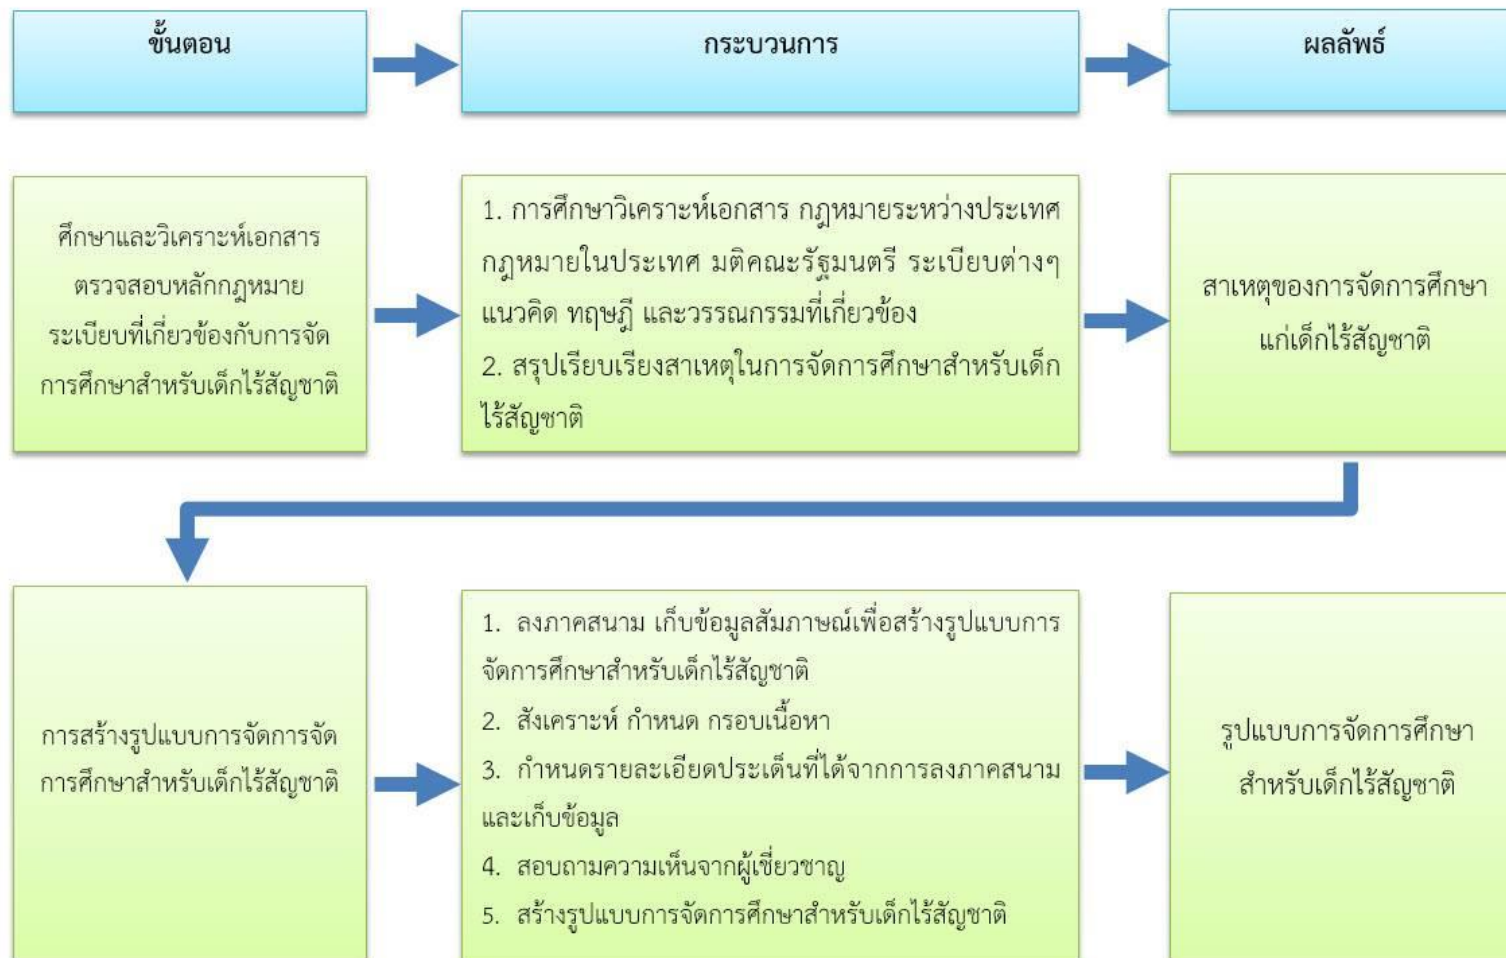 ขั้นตอน
กระบวนการ
ผลลัพธ์
ศึกษาและวิเคราะห์เอกสาร
ตรวจสอบหลักกฎหมาย
ระเบียบที่เกี่ยวข้องกับการจัด
การศึกษาสำหรับเด็กไร้สัญชาติ
1. การศึกษาวิเคราะห์เอกสาร กฎหมายระหว่างประเทศ
กฎหมายในประเทศ มติคณะรัฐมนตรี ระเบียบต่างๆ
แนวคิด ทฤษฎี และวรรณกรรมที่เกี่ยวข้อง
2. สรุปเรียบเรียงสาเหตุในการจัดการศึกษาสำหรับเด็ก
ไร้สัญชาติ
สาเหตุของการจัดการศึกษา
แก่เด็กไร้สัญชาติ
การสร้างรูปแบบการจัดการจัด
การศึกษาสำหรับเด็กไร้สัญชาติ
1. ลงภาคสนาม เก็บข้อมูลสัมภาษณ์เพื่อสร้างรูปแบบการ
จัดการศึกษาสำหรับเด็กไร้สัญชาติ
2. สังเคราะห์ กำหนด กรอบเนื้อหา
3. กำหนดรายละเอียดประเด็นที่ได้จากการลงภาคสนาม
และเก็บข้อมูล
4. สอบถามความเห็นจากผู้เชี่ยวชาญ
5. สร้างรูปแบบการจัดการศึกษาสำหรับเด็กไร้สัญชาติ
รูปแบบการจัดการศึกษา
สำหรับเด็กไร้สัญชาติ